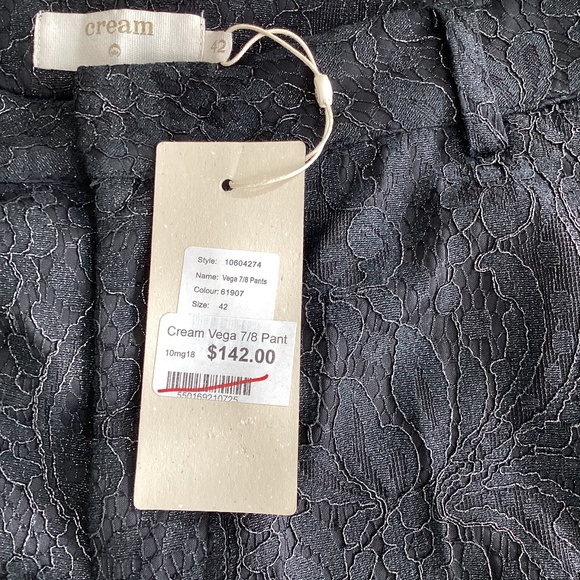 cream
42
Style: 10604274
Name: Vega 7/8 Pants
Colour: 61907
Size: 42
Cream Vega 7/8 Pant
10mg18 $142.00
550169210725